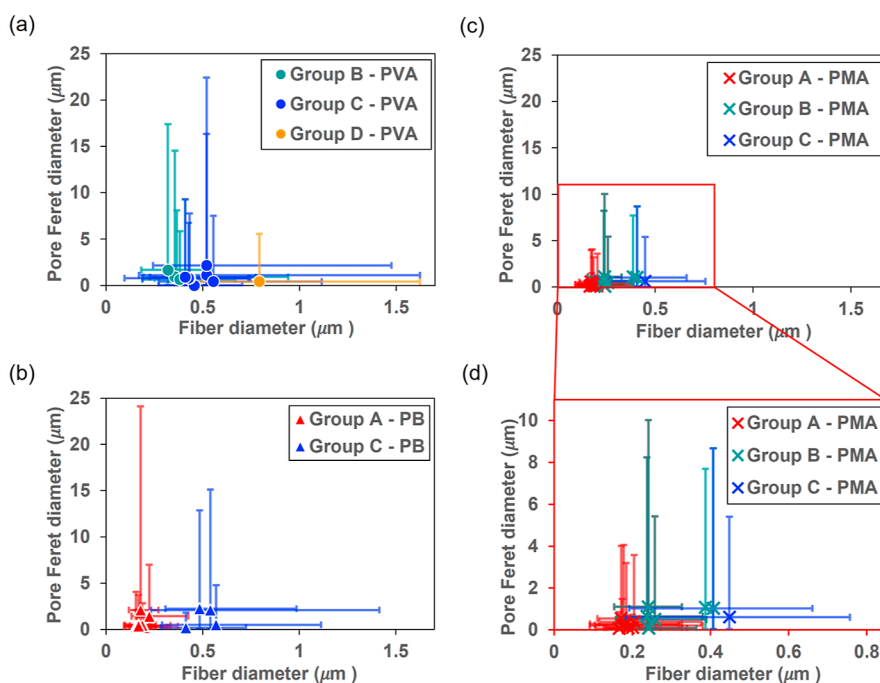 (a)
Pore Feret diameter (μm)
25
20
15
10
5
0
Group B - PVA
Group C - PVA
Group D - PVA
0
0.5
1
1.5
Fiber diameter (μm )
(b)
Pore Feret diameter (μm)
25
20
15
10
5
0
Group A - PB
Group C - PB
0
0.5
1
1.5
Fiber diameter (μm )
(c)
Pore Feret diameter (μm)
25
20
15
10
5
0
Group A - PMA
Group B - PMA
Group C - PMA
0
0.5
1
1.5
Fiber diameter (μm )
(d)
Pore Feret diameter (μm)
10
8
6
4
2
0
Group A - PMA
Group B - PMA
Group C - PMA
0
0.2
0.4
0.6
0.8
Fiber diameter (μm )